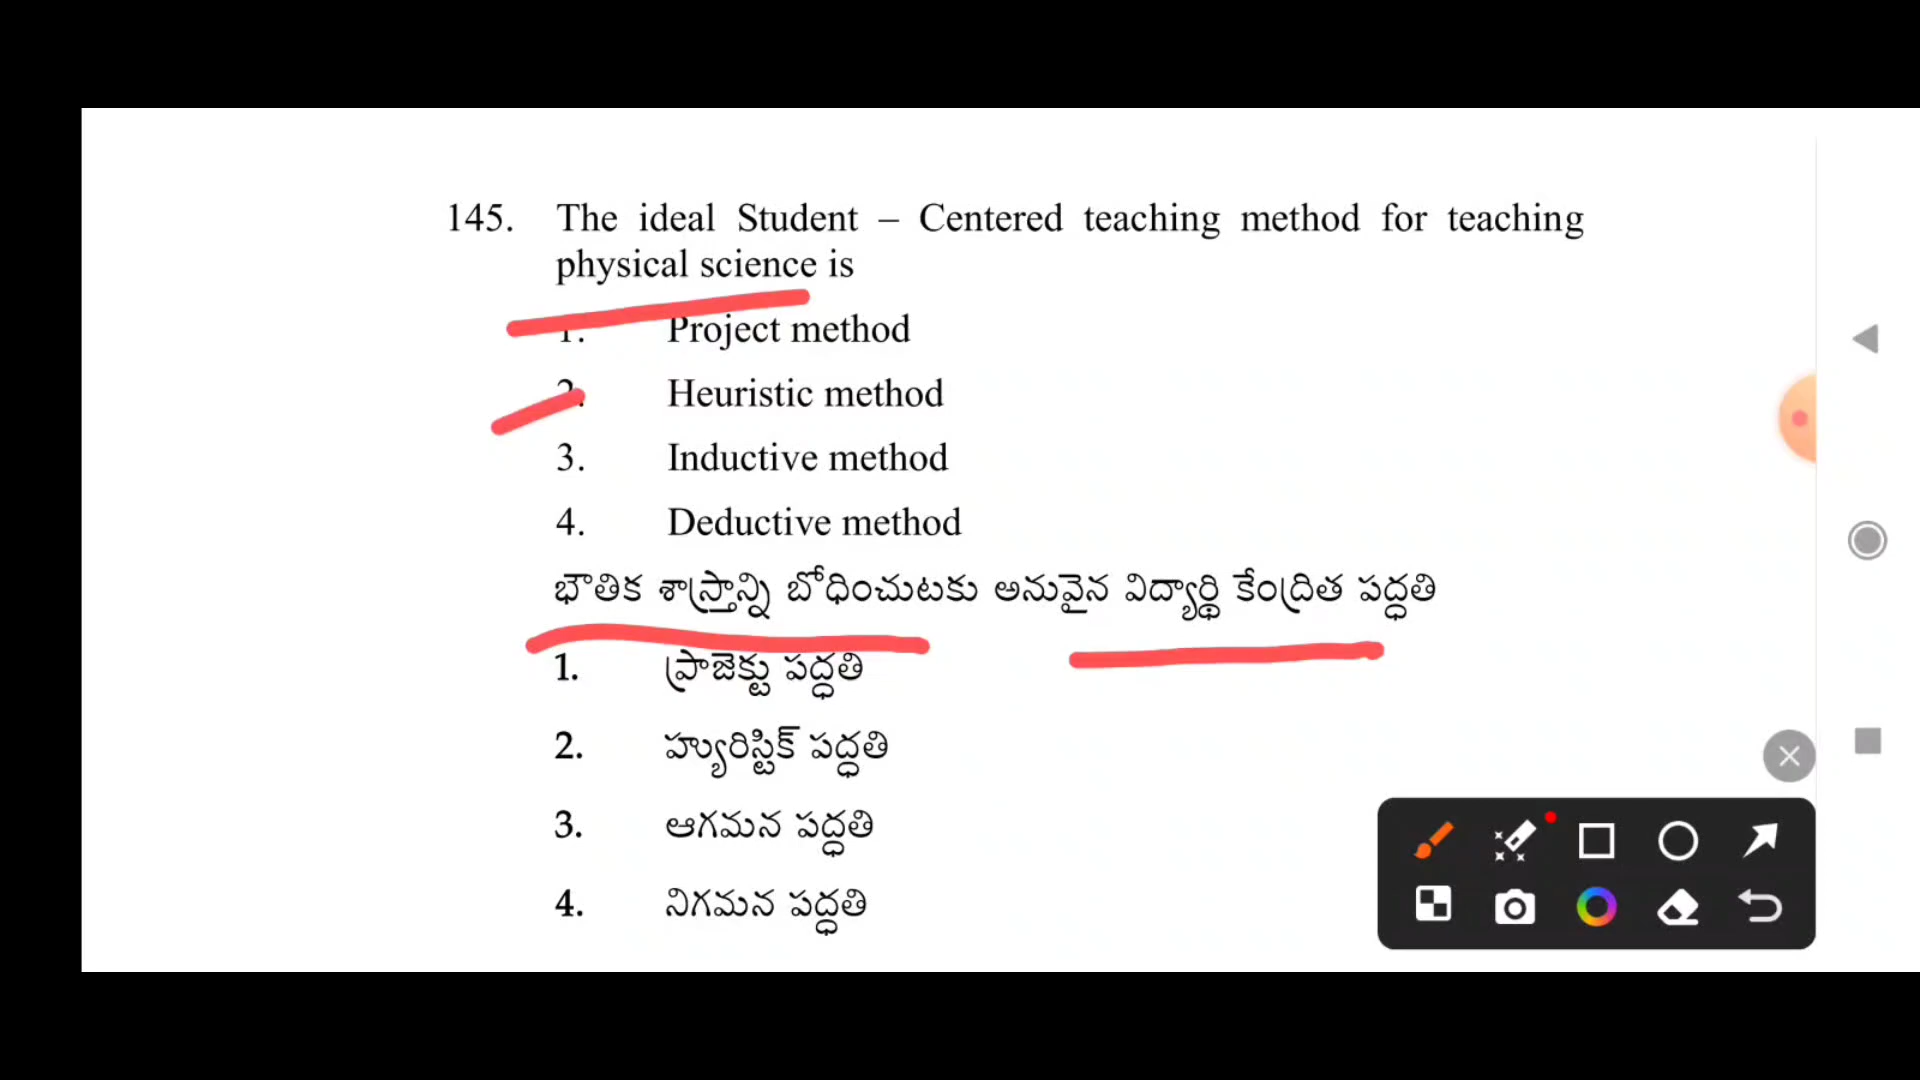 145. The ideal Student – Centered teaching method for teaching
physical science is
1. Project method
2. Heuristic method
3. Inductive method
4. Deductive method
భౌతిక శాస్త్రాన్ని బోధించుటకు అనువైన విద్యార్థి కేంద్రిత పద్ధతి
1. ప్రాజెక్టు పద్ధతి
2. హ్యురిస్టిక్ పద్ధతి
3. ఆగమన పద్ధతి
4. నిగమన పద్ధతి